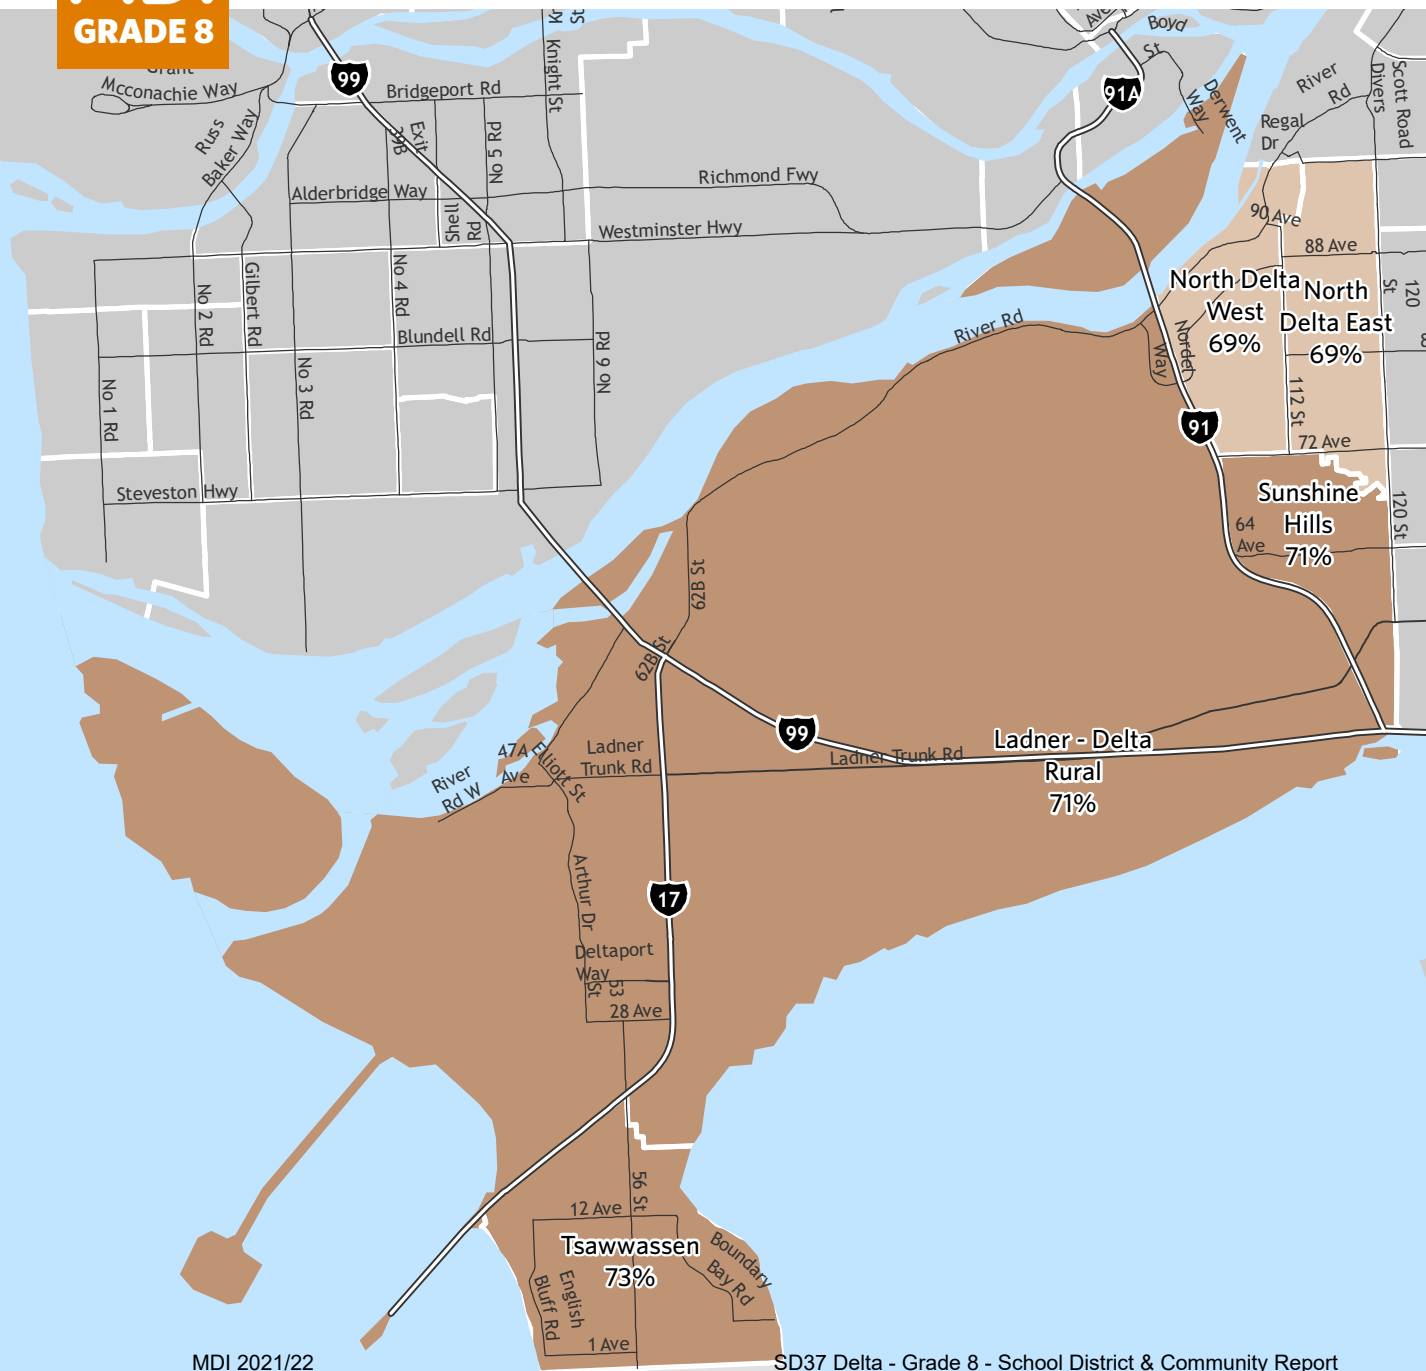 GRADE 8
Mcconachie Way
Russ
Baker Way
99
Bridgeport Rd
Exit
39B
No 5 Rd
Knight St
St
Ave
Boyd
St
91A
Derwent
Way
River
Rd
Regal
Dr
Divers
Scott Road
Alderbridge Way
Shell
Rd
Richmond Fwy
Westminster Hwy
90 Ave
88 Ave
No 2 Rd
Gilbert Rd
No 4 Rd
Blundell Rd
No 6 Rd
No 1 Rd
No 3 Rd
Steveston Hwy
River Rd
North Delta
West
69%
North
Delta East
69%
120
St
Nordel
Way
112 St
91
72 Ave
Sunshine
Hills
71%
64
Ave
120 St
62B St
62B St
99
Ladner Trunk Rd
Ladner - Delta
Rural
71%
47A
Ave
Elliott St
Ladner
Trunk Rd
River
Rd W
Arthur Dr
17
Deltaport
Way
53
St
28 Ave
56 St
12 Ave
Tsawwassen
73%
English
Bluff Rd
Boundary
Bay Rd
1 Ave
MDI 2021/22
SD37 Delta - Grade 8 - School District & Community Report